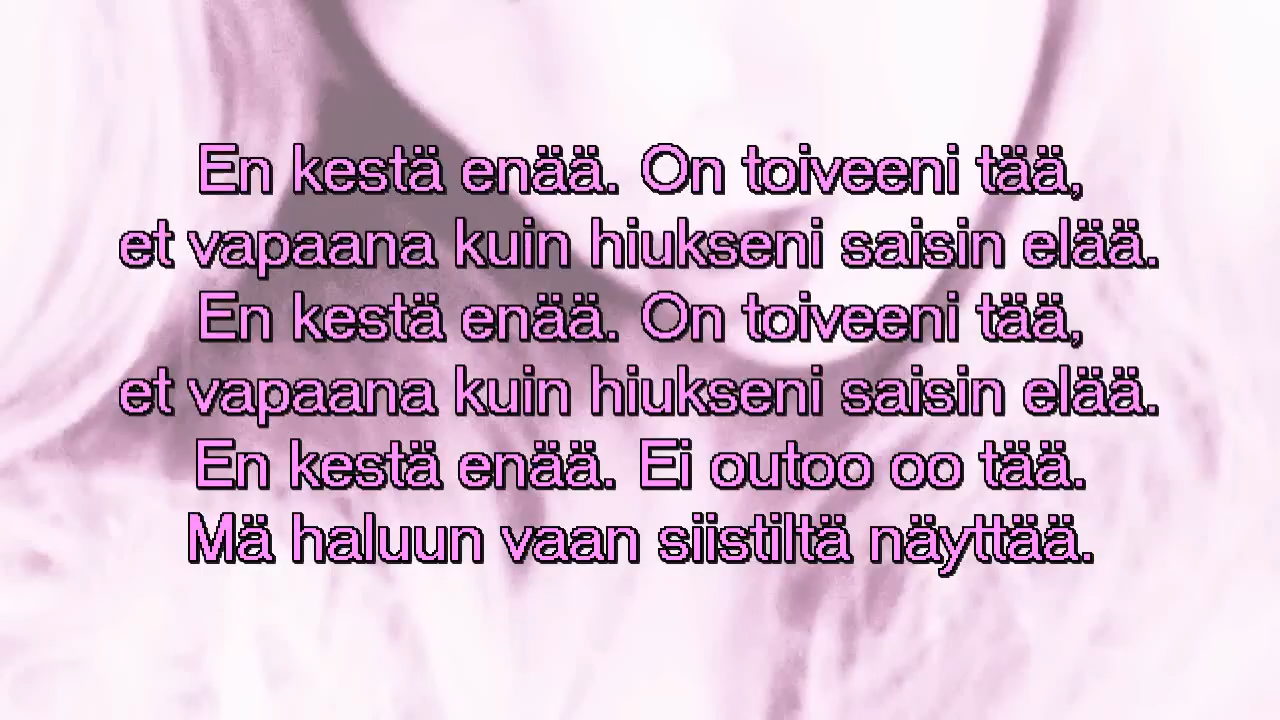 En kestä enää. On toiveeni tää,
et vapaana kuin hiukseni saisin elää.
En kestä enää. On toiveeni tää,
et vapaana kuin hiukseni saisin elää.
En kestä enää. Ei outoo oo tää.
Mä haluun vaan siistiltä näyttää.